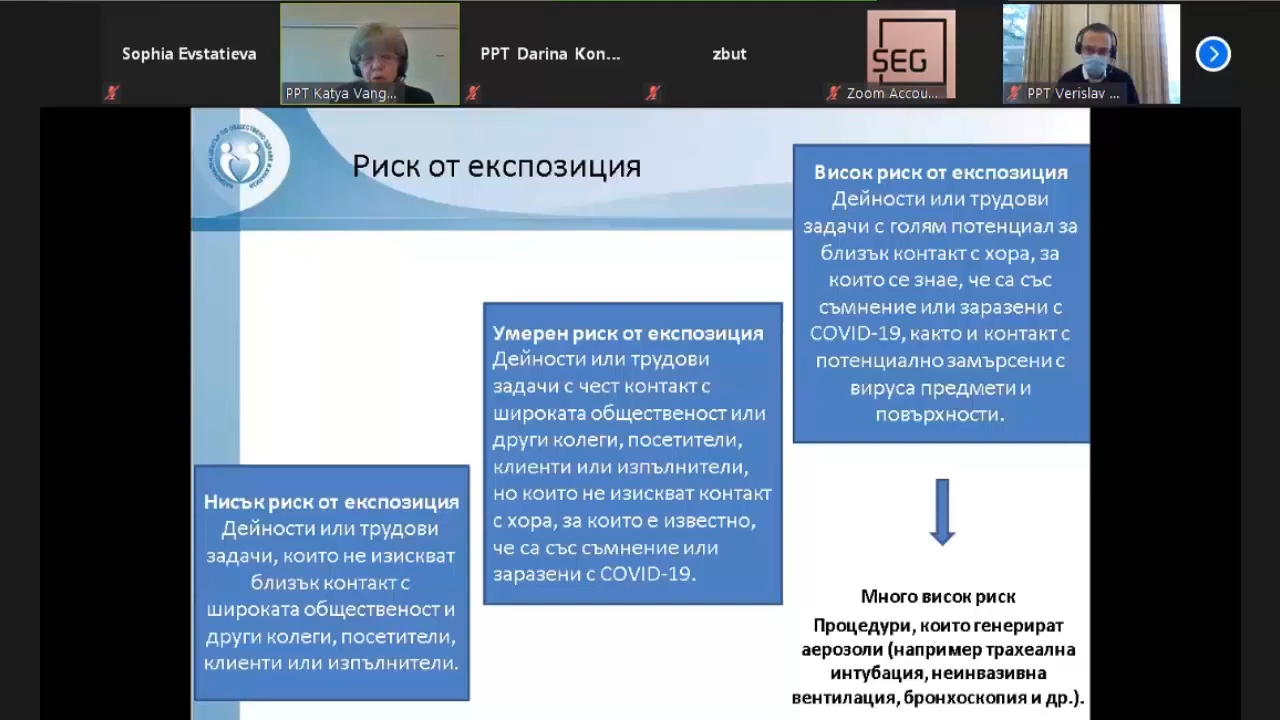 Sophia Evstatieva
PPT Katya Vang...
PPT Darina Kon...
zbut
SEG
Zoom Accou...
PPT Verislav ...
Риск от експозиция
Нисък риск от експозиция
Дейности или трудови
задачи, които не изискват
близък контакт с
широката общественост и
други колеги, посетители,
клиенти или изпълнители.
Умерен риск от експозиция
Дейности или трудови
задачи с чест контакт с
широката общественост или
други колеги, посетители,
клиенти или изпълнители,
но които не изискват контакт
с хора, за които е известно,
че са със съмнение или
заразени с COVID-19.
Висок риск от експозиция
Дейности или трудови
задачи с голям потенциал за
близък контакт с хора, за
които се знае, че са със
съмнение или заразени с
COVID-19, както и контакт с
потенциално замърсени с
вируса предмети и
повърхности.
Много висок риск
Процедури, които генерират
аерозоли (например трахеална
интубация, неинвазивна
вентилация, бронхоскопия и др.).